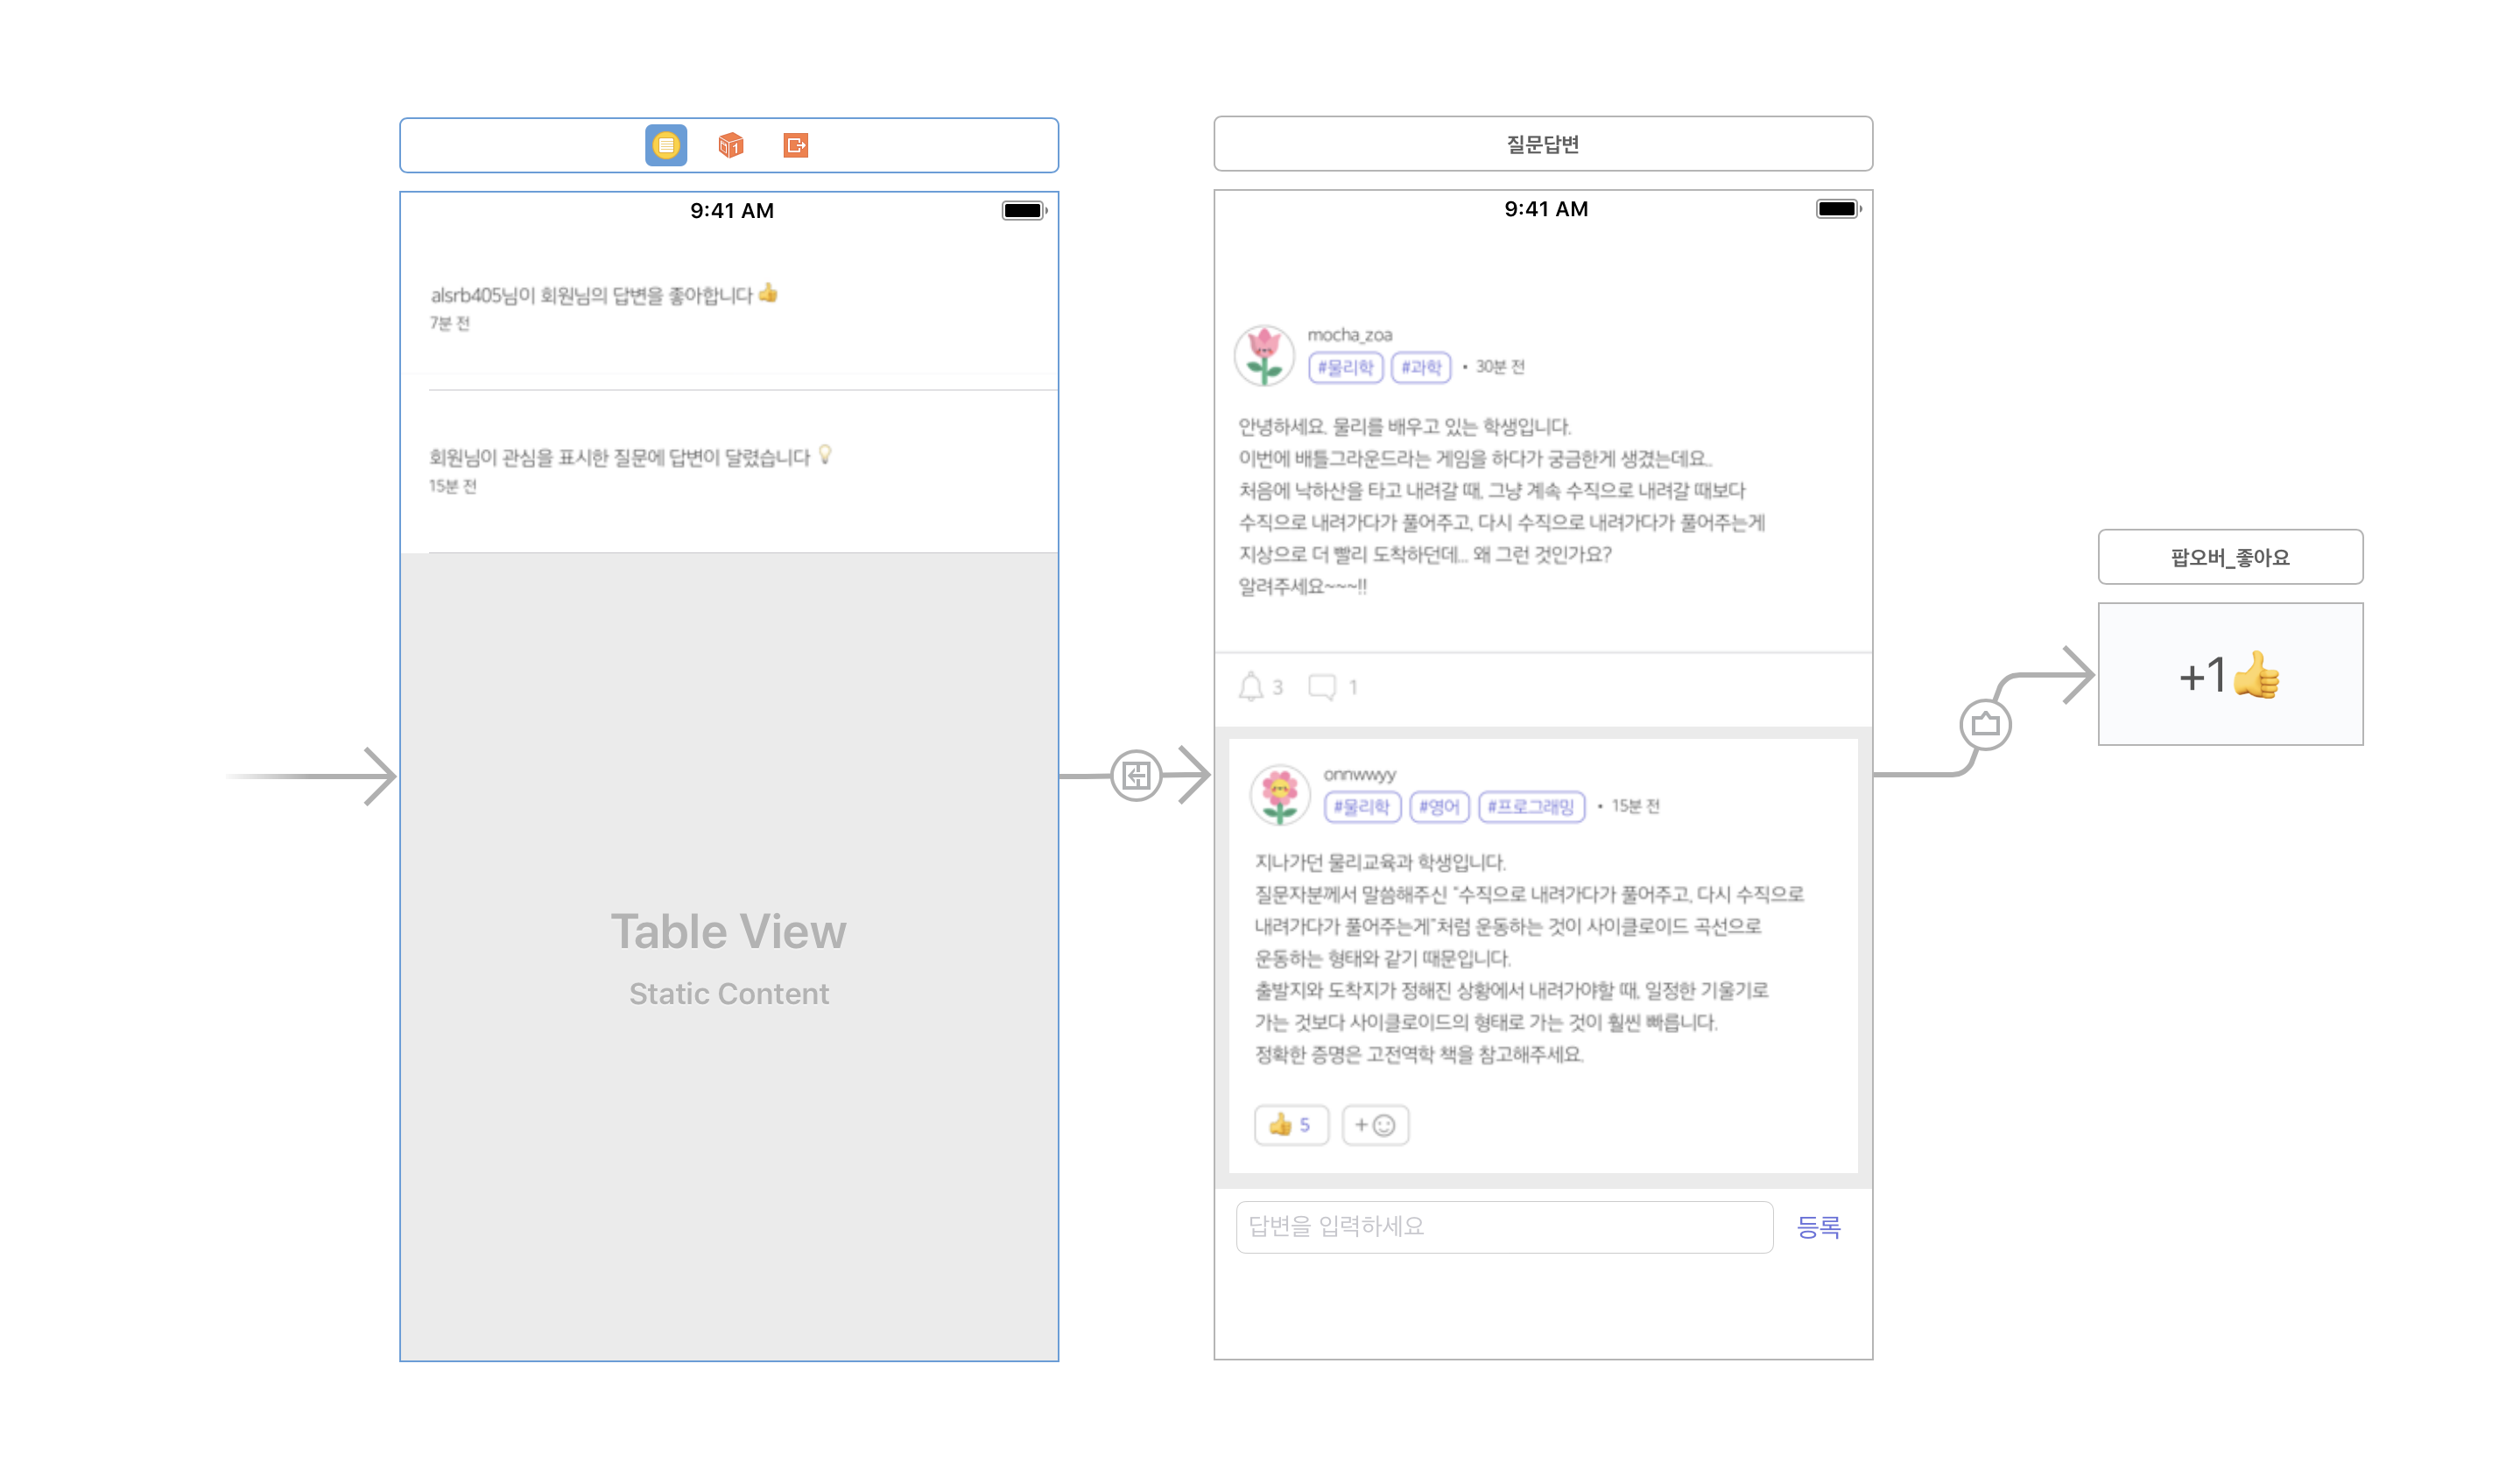 9:41 AM
alsrb405님이 회원님의 답변을 좋아합니다 👍
7분 전
회원님이 관심을 표시한 질문에 답변이 달렸습니다 💡
15분 전
Table View
Static Content
질문답변
9:41 AM
mocha_zoa
#물리학 #과학 • 30분 전
안녕하세요. 물리를 배우고 있는 학생입니다.
이번에 배틀그라운드라는 게임을 하다가 궁금한게 생겼는데요..
처음에 낙하산을 타고 내려갈 때, 그냥 계속 수직으로 내려갈 때보다
수직으로 내려가다가 풀어주고, 다시 수직으로 내려가다가 풀어주는게
지상으로 더 빨리 도착하던데... 왜 그런 것인가요?
알려주세요~~~!!
3 1
onnwwyy
#물리학 #영어 #프로그래밍 • 15분 전
지나가던 물리교육과 학생입니다.
질문자분께서 말씀해주신 "수직으로 내려가다가 풀어주고, 다시 수직으로
내려가다가 풀어주는게"처럼 운동하는 것이 사이클로이드 곡선으로
운동하는 형태와 같기 때문입니다.
출발지와 도착지가 정해진 상황에서 내려가야할 때, 일정한 기울기로
가는 것보다 사이클로이드의 형태로 가는 것이 훨씬 빠릅니다.
정확한 증명은 고전역학 책을 참고해주세요.
👍 5 +
답변을 입력하세요 등록
팝오버_좋아요
+1👍